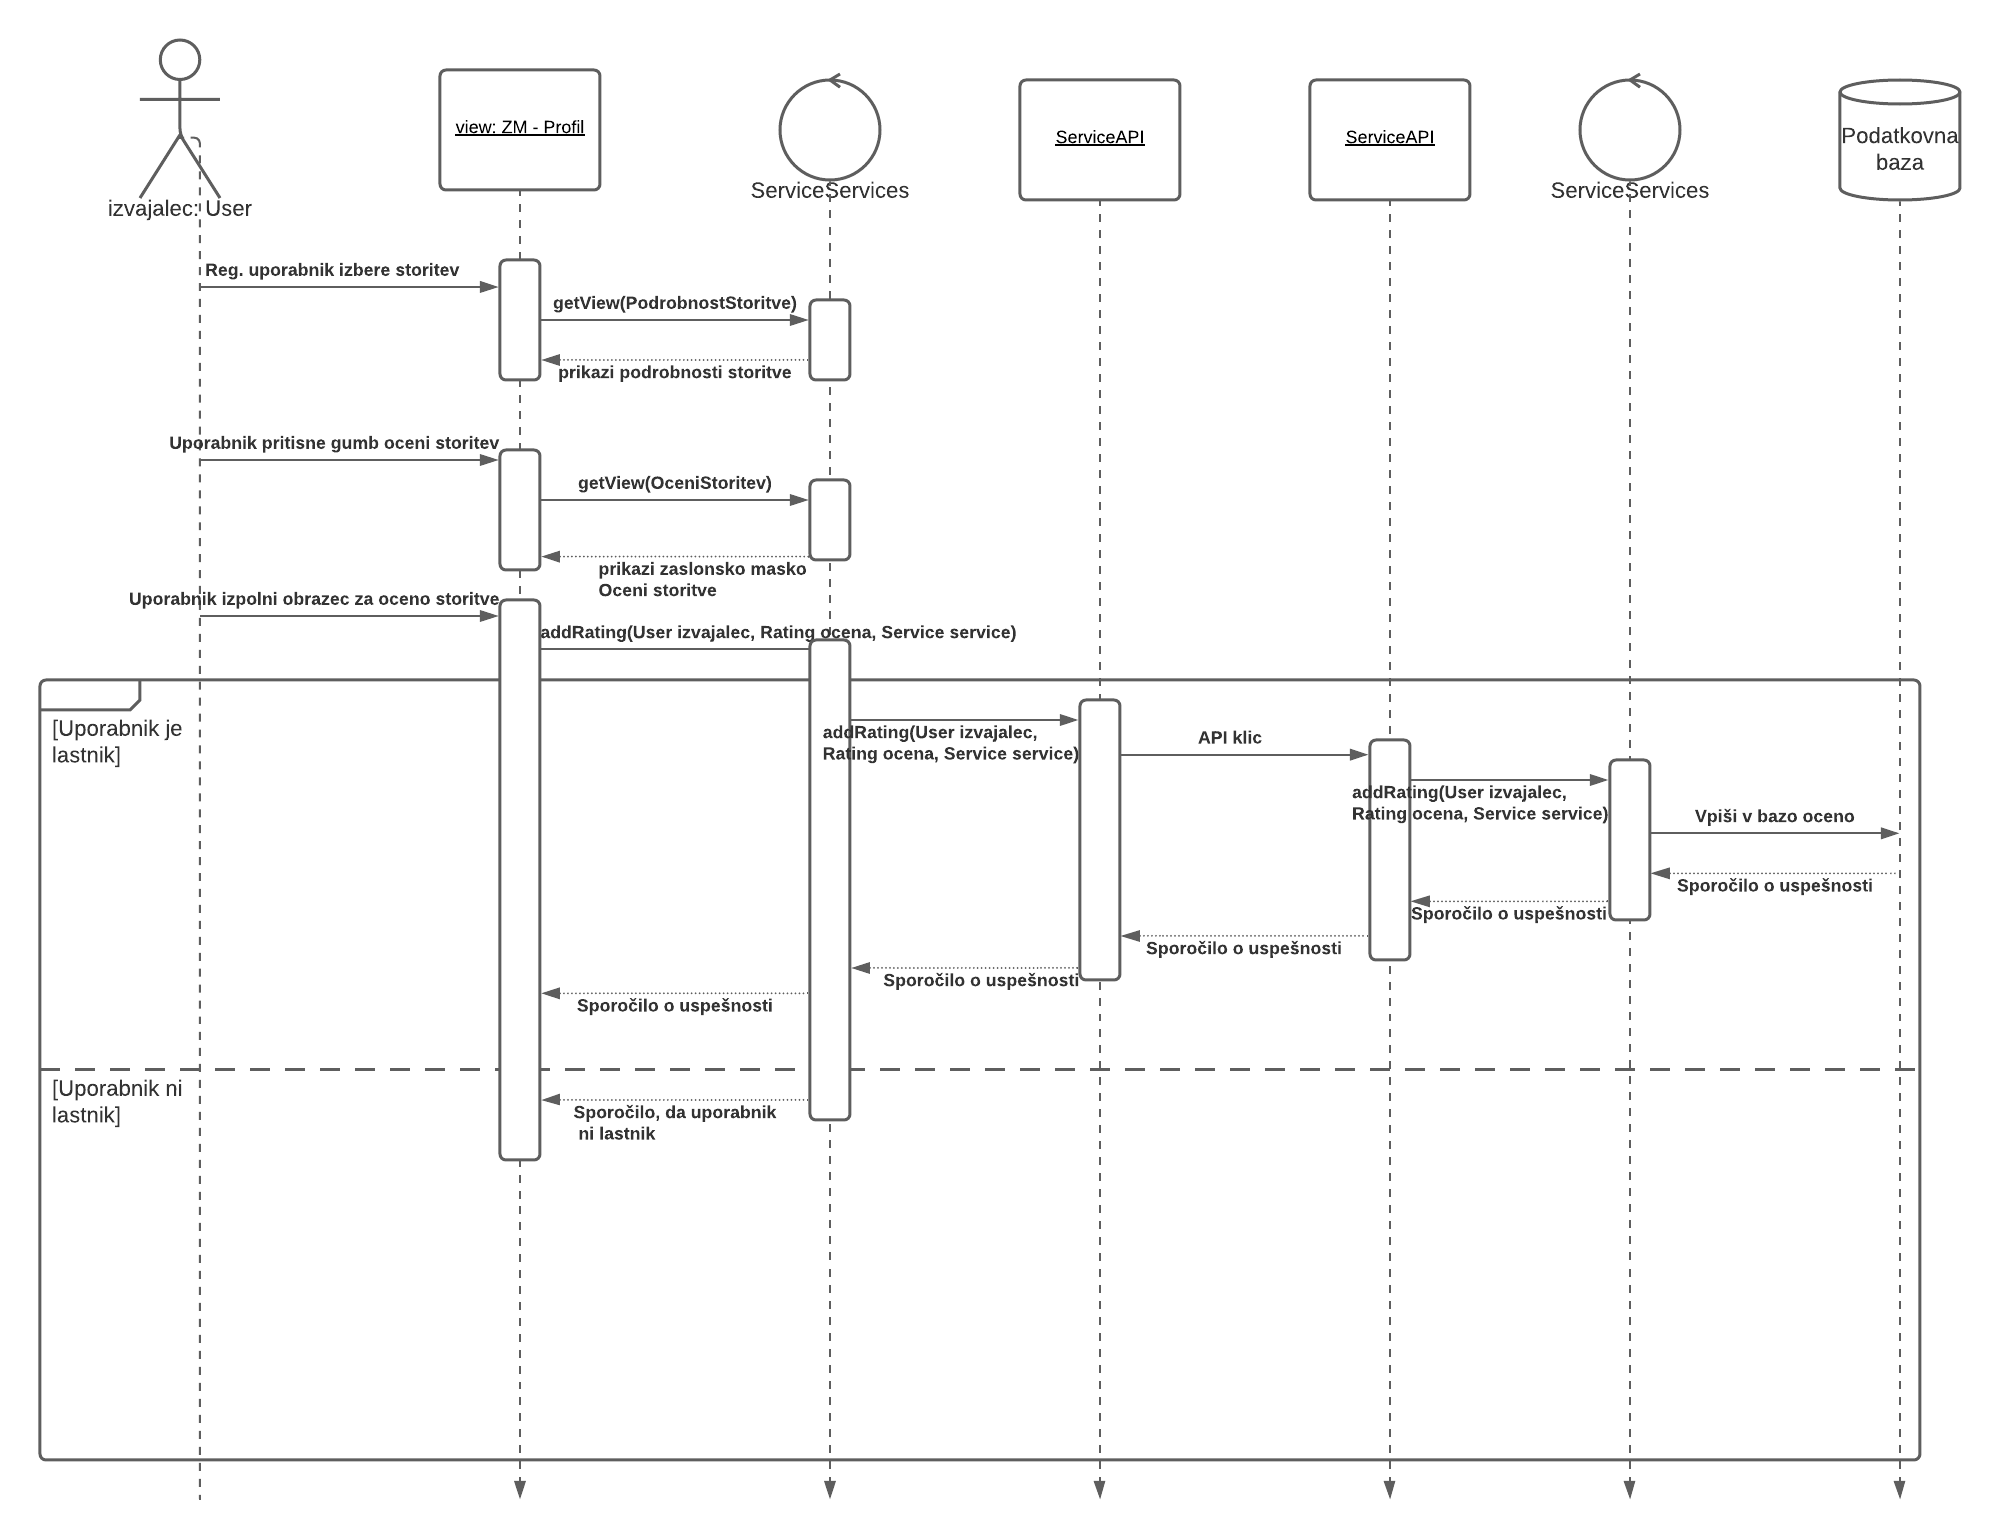 izvajalec: User
view: ZM - Profil
ServiceServices
ServiceAPI
ServiceAPI
ServiceServices
Podatkovna
baza
Reg. uporabnik izbere storitev
getView(PodrobnostStoritve)
prikazi podrobnosti storitve
Uporabnik pritisne gumb oceni storitev
getView(OceniStoritev)
prikazi zaslonsko masko
Oceni storitve
Uporabnik izpolni obrazec za oceno storitve
addRating(User izvajalec, Rating ocena, Service service)
[Uporabnik je
lastnik]
addRating(User izvajalec,
Rating ocena, Service service)
API klic
addRating(User izvajalec,
Rating ocena, Service service)
Vpiši v bazo oceno
Sporočilo o uspešnosti
Sporočilo o uspešnosti
Sporočilo o uspešnosti
Sporočilo o uspešnosti
Sporočilo o uspešnosti
[Uporabnik ni
lastnik]
Sporočilo, da uporabnik
ni lastnik